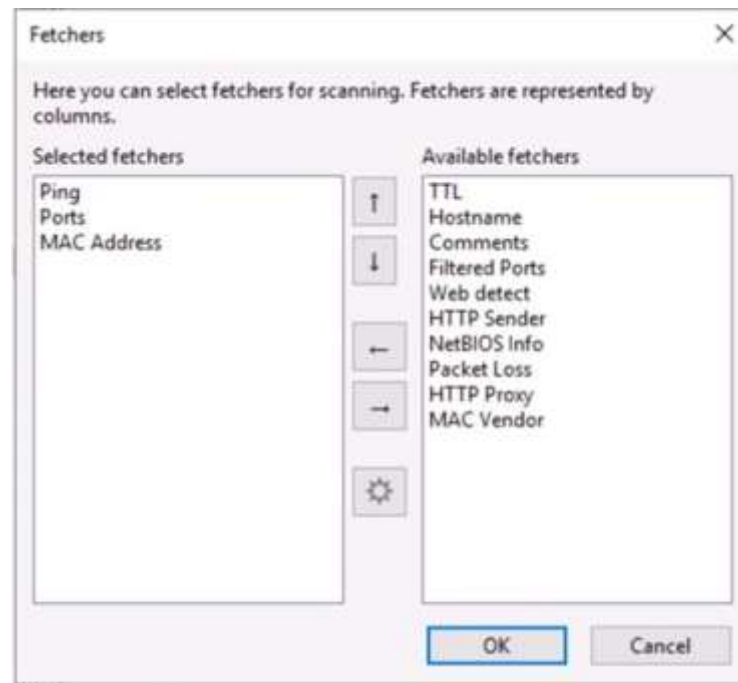 Fetchers
Here you can select fetchers for scanning. Fetchers are represented by
columns.
Selected fetchers
Ping
Ports
MAC Address
Available fetchers
TTL
Hostname
Comments
Filtered Ports
Web detect
HTTP Sender
NetBIOS Info
Packet Loss
HTTP Proxy
MAC Vendor
OK
Cancel